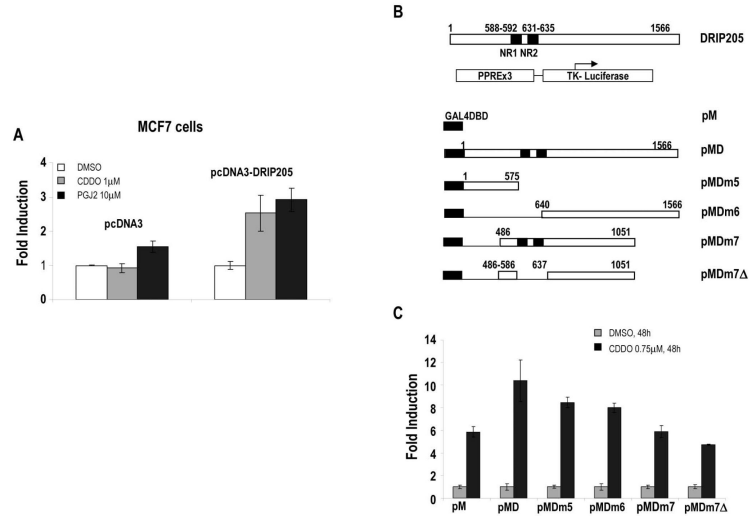 A
MCF7 cells
DMSO
CDDO 1µM
PGJ2 10µM
pcDNA3-DRIP205
pcDNA3
Fold Induction
4
3
2
1
0
B
1
588-592
631-635
1566
DRIP205
NR1
NR2
PPREx3
TK- Luciferase
GAL4DBD
pM
1
1566
pMD
1
575
pMDm5
640
1566
pMDm6
486
1051
pMDm7
486-586
637
1051
pMDm7Δ
C
DMSO, 48h
CDDO 0.75µM, 48h
Fold Induction
14
12
10
8
6
4
2
0
pM
pMD
pMDm5
pMDm6
pMDm7
pMDm7Δ